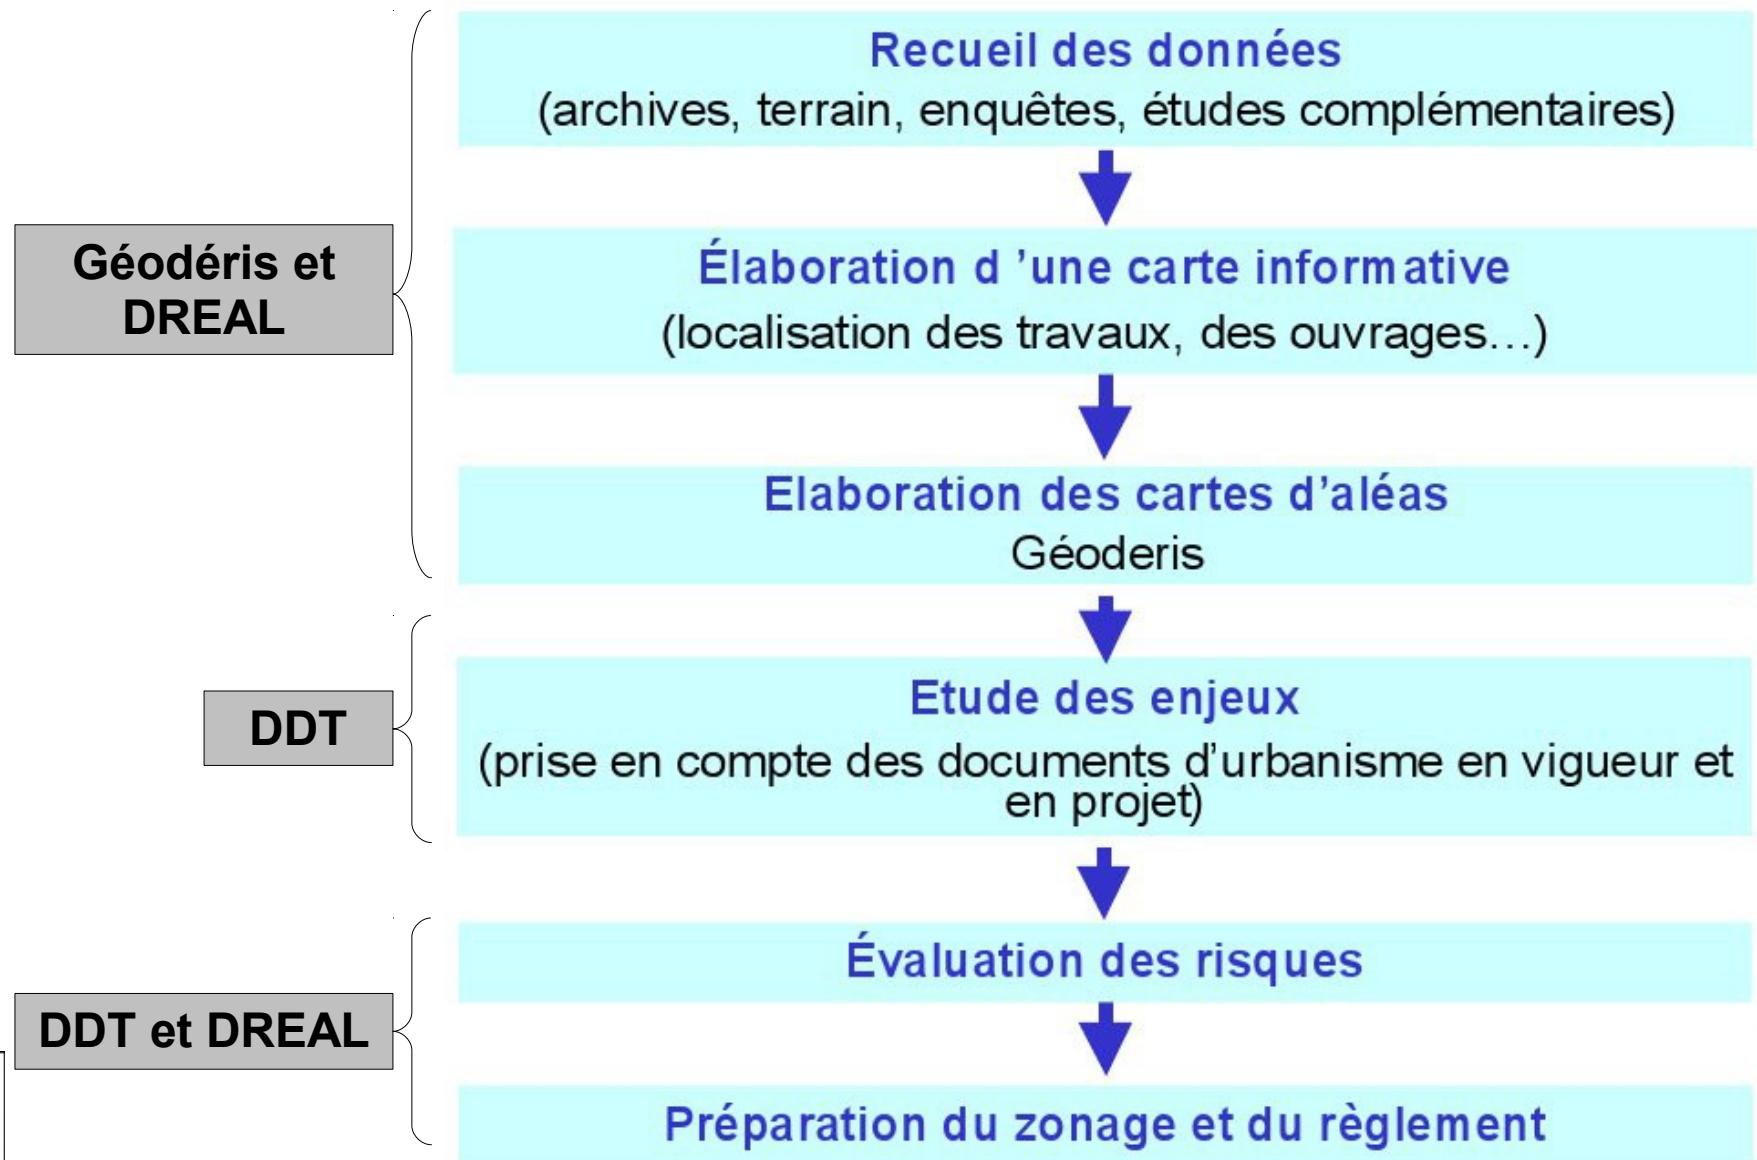 Recueil des données
(archives, terrain, enquêtes, études complémentaires)
Géodéris et
DREAL
Élaboration d ’une carte informative
(localisation des travaux, des ouvrages…)
Elaboration des cartes d’aléas
Géoderis
DDT
Etude des enjeux
(prise en compte des documents d’urbanisme en vigueur et
en projet)
DDT et DREAL
Évaluation des risques
Préparation du zonage et du règlement